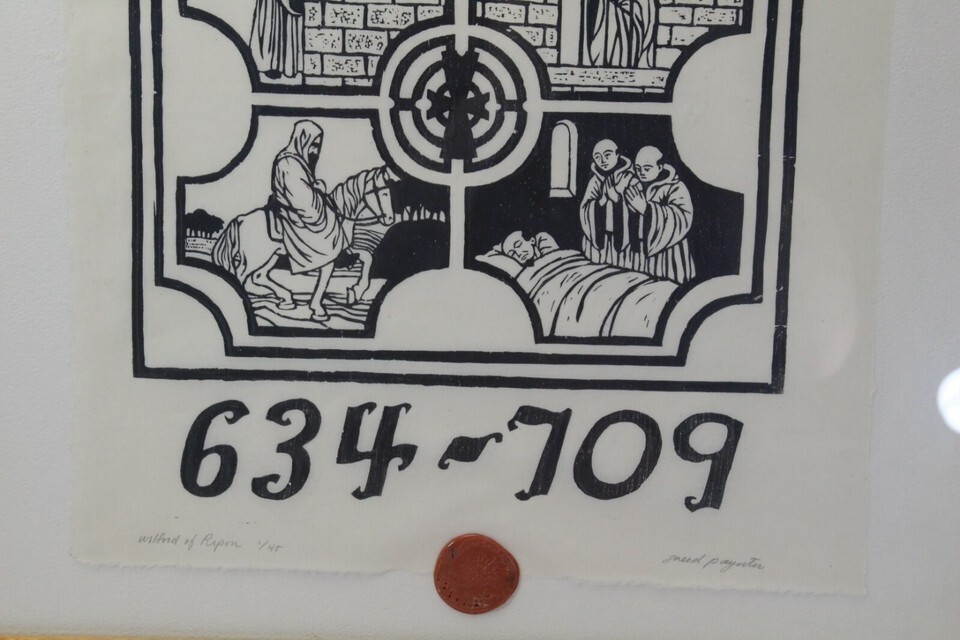 634-709
Wilfrid of Ripon 1/45
Sneed Paynter